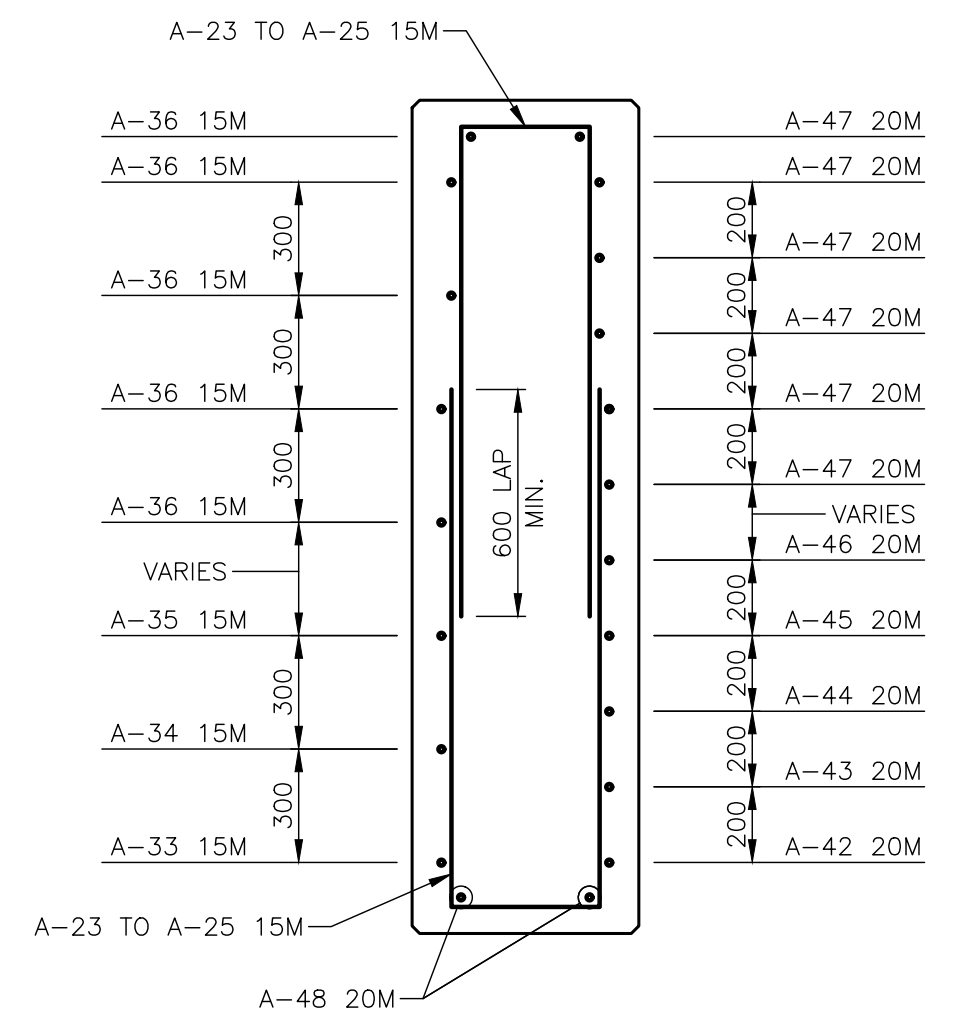 A-23 TO A-25 15M
A-36 15M
A-47 20M
A-36 15M
A-47 20M
200
300
A-47 20M
200
A-36 15M
A-47 20M
200
300
A-36 15M
A-47 20M
200
300
600 LAP
MIN.
A-47 20M
A-36 15M
VARIES
A-46 20M
VARIES
200
A-35 15M
A-45 20M
200
300
A-44 20M
A-34 15M
200
A-43 20M
300
200
A-33 15M
A-42 20M
A-23 TO A-25 15M
A-48 20M